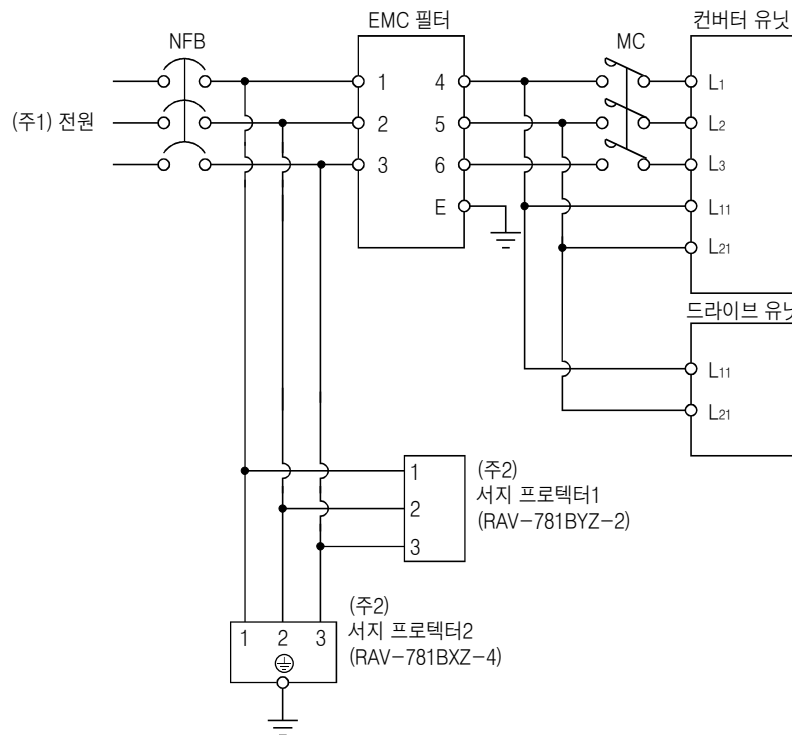 EMC 필터
컨버터 유닛
NFB
MC
1
4
L1
(주1) 전원
2
5
L2
3
6
L3
E
L11
L21
드라이브 유닛
L11
L21
1
(주2)
서지 프로텍터1
2
(RAV-781BYZ-2)
3
(주2)
1 2 3
서지 프로텍터2
(RAV-781BXZ-4)